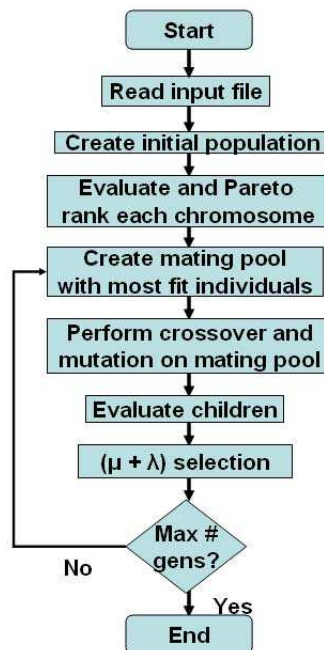 Start
Read input file
Create initial population
Evaluate and Pareto
rank each chromosome
Create mating pool
with most fit individuals
Perform crossover and
mutation on mating pool
Evaluate children
(μ + λ) selection
Max #
gens?
No
Yes
End